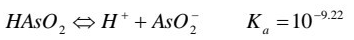 HAsO₂ ⇔ H⁺ + AsO₂⁻   Kₐ = 10⁻⁹·²²